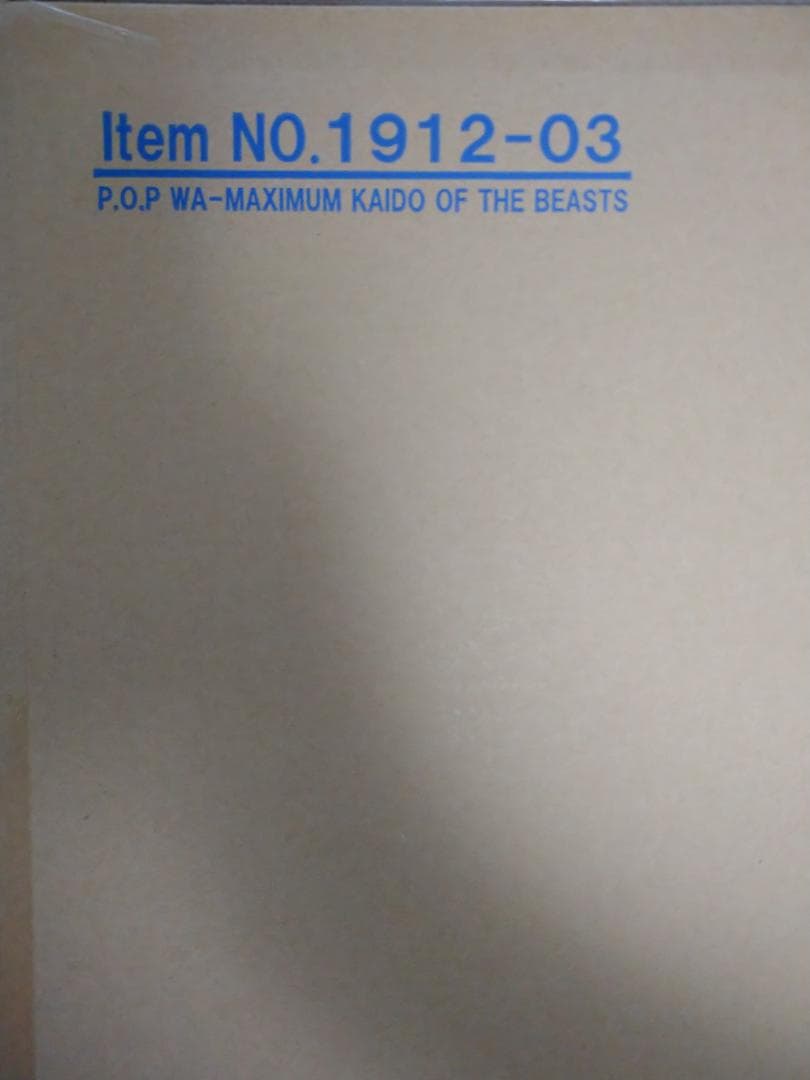 Item NO.1912-03
P.O.P WA-MAXIMUM KAIDO OF THE BEASTS